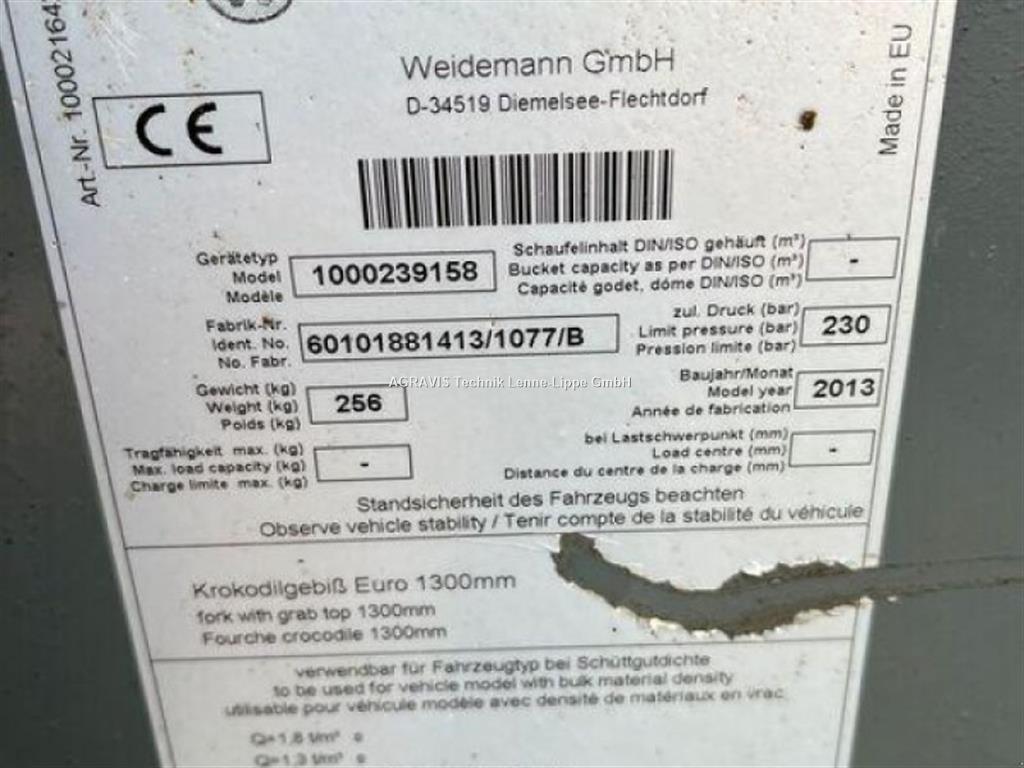 Weidemann GmbH
D-34519 Diemelsee-Flechtdorf
Made in EU
Art.-Nr.
CE
Gerätetyp
Model
Modèle
1000239158
Schaufelinhalt DIN/ISO gehäuft (m³)
Bucket capacity as per DIN/ISO (m³)
Capacité godet, dóme DIN/ISO (m³)
-
Fabrik-Nr.
Ident. No.
No. Fabr.
60101881413/1077/B
zul. Druck (bar)
Limit pressure (bar)
Pression limite (bar)
230
AGRAVIS Technik Lenne-Lippe GmbH
Gewicht (kg)
Weight (kg)
Poids (kg)
256
Baujahr/Monat
Model year
Année de fabrication
2013
Tragfähigkeit max. (kg)
Max. load capacity (kg)
Charge limite max. (kg)
-
bei Lastschwerpunkt (mm)
Load centre (mm)
Distance du centre de la charge (mm)
-
Standsicherheit des Fahrzeugs beachten
Observe vehicle stability / Tenir compte de la stabilité du véhicule
Krokodilgebiß Euro 1300mm
fork with grab top 1300mm
Fourche crocodile 1300mm
verwendbar für Fahrzeugtyp bei Schüttgutdichte
to be used for vehicle model with bulk material density
utilisable pour véhicule modèle avec densité de matériaux en vrac
Q=1,8 t/m³
Q=1,3 t/m³